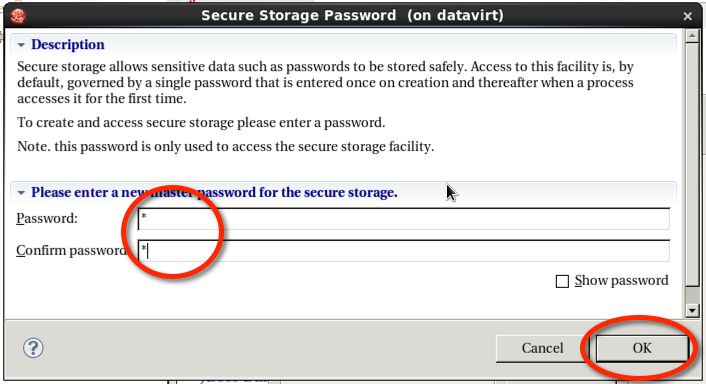 Secure Storage Password (on datavirt)
Description
Secure storage allows sensitive data such as passwords to be stored safely. Access to this facility is, by
default, governed by a single password that is entered once on creation and thereafter when a process
accesses it for the first time.
To create and access secure storage please enter a password.
Note. this password is only used to access the secure storage facility.
Please enter a new master password for the secure storage.
Password: *
Confirm password *
Show password
? Cancel OK